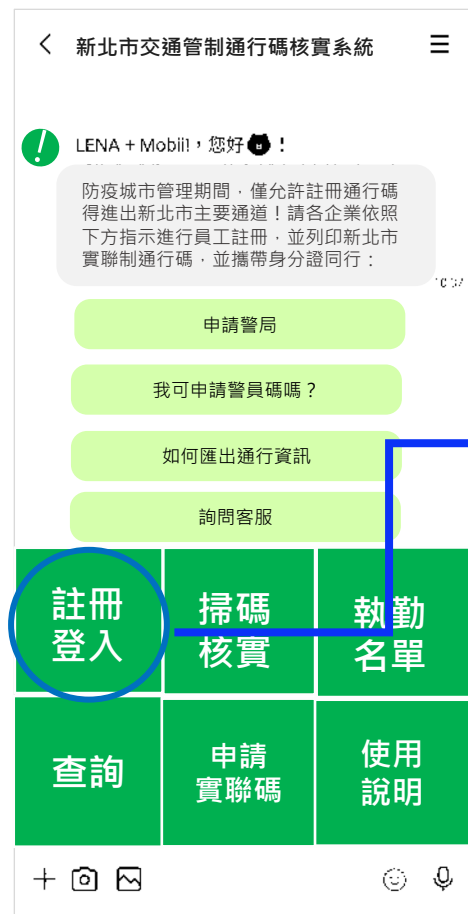 新北市交通管制通行碼核實系統
LENA + Mobil!，您好！
防疫城市管理期間，僅允許註冊通行碼
得進出新北市主要通道！請各企業依照
下方指示進行員工註冊，並列印新北市
實聯制通行碼，並攜帶身分證同行：
申請警局
我可申請警員碼嗎？
如何匯出通行資訊
詢問客服
註冊
登入
掃碼
核實
執勤
名單
查詢
申請
實聯碼
使用
說明